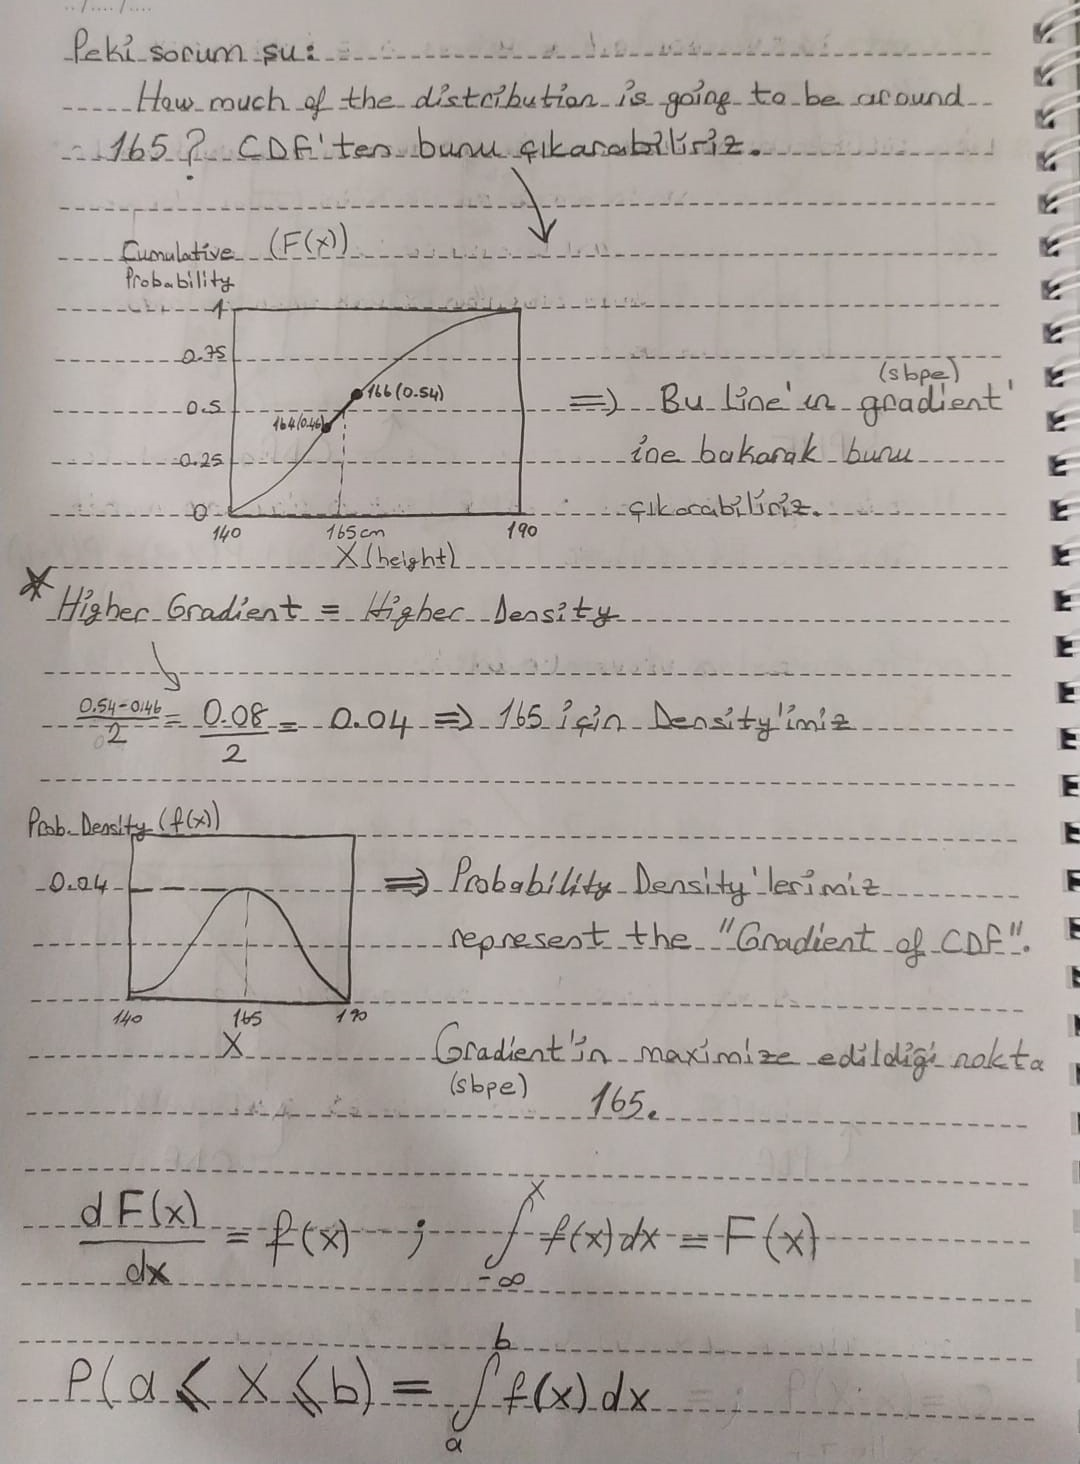 ../..../....
Peki sorum şu:
How much of the distribution is going to be around
165? CDF'ten bunu çıkarabiliriz.
Cumulative (F(x))
Probability
1
0.75
166(0.54)
0.5
164(0.46)
0.25
0
140 165cm 190
X (height)
(slope)
=> Bu line'ın gradient'
ine bakarak bunu
çıkarabiliriz.
* Higher Gradient = Higher Density
0.54-0.46/2 = 0.08/2 = 0.04 => 165 için Density'imiz
Prob. Density (f(x))
0.04
140 165 190
X
=> Probability Density'lerimiz
represent the "Gradient of CDF".
Gradient'in maximize edildiği nokta
(slope) 165.
dF(x)/dx = f(x) ; ∫_{-∞}^{x} f(x)dx = F(x)
P(a ≤ X ≤ b) = ∫_{a}^{b} f(x)dx